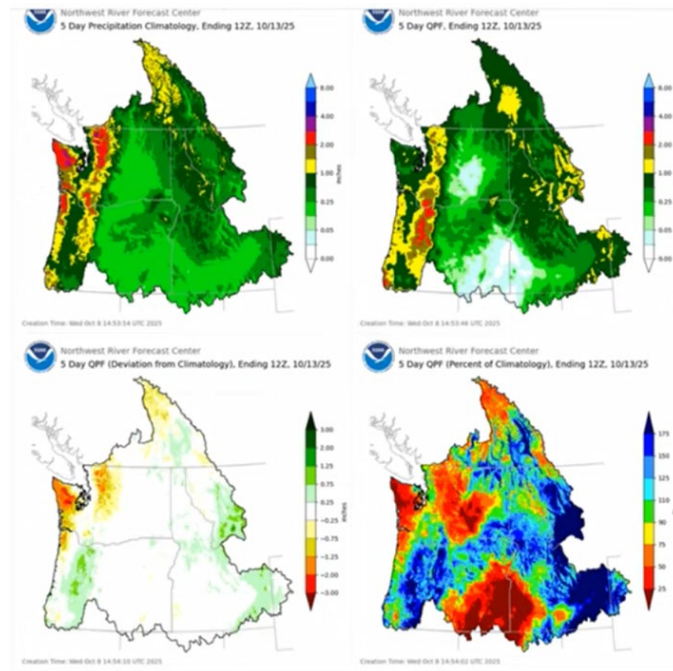 Northwest River Forecast Center
5 Day Precipitation Climatology, Ending 12Z, 10/13/25
8.00
4.00
2.00
1.00
0.25
0.05
0.00
inches
Creation Time: Wed Oct 8 14:53:54 UTC 2025
Northwest River Forecast Center
5 Day QPF, Ending 12Z, 10/13/25
8.00
4.00
2.00
1.00
0.25
0.05
0.00
inches
Creation Time: Wed Oct 8 14:53:46 UTC 2025
Northwest River Forecast Center
5 Day QPF (Deviation from Climatology), Ending 12Z, 10/13/25
3.00
2.00
1.25
0.75
0.25
−0.25
−0.75
−1.25
−2.00
−3.00
inches
Creation Time: Wed Oct 8 14:54:10 UTC 2025
Northwest River Forecast Center
5 Day QPF (Percent of Climatology), Ending 12Z, 10/13/25
175
150
125
110
90
75
50
25
Creation Time: Wed Oct 8 14:54:02 UTC 2025